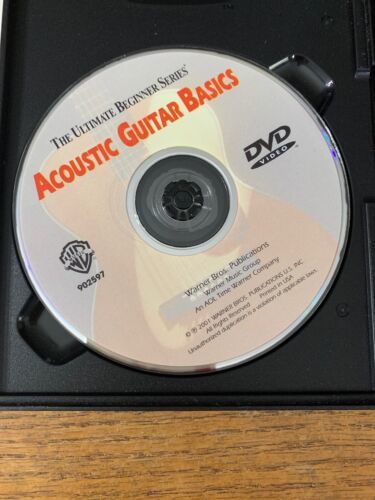 THE ULTIMATE BEGINNER SERIES®
ACOUSTIC GUITAR BASICS
DVD
VIDEO™
WB
902597
Warner Bros. Publications
Warner Music Group
An AOL Time Warner Company
© ℗ 2001 WARNER BROS. PUBLICATIONS U.S. INC.
All Rights Reserved Printed in USA
Unauthorized duplication is a violation of applicable laws.